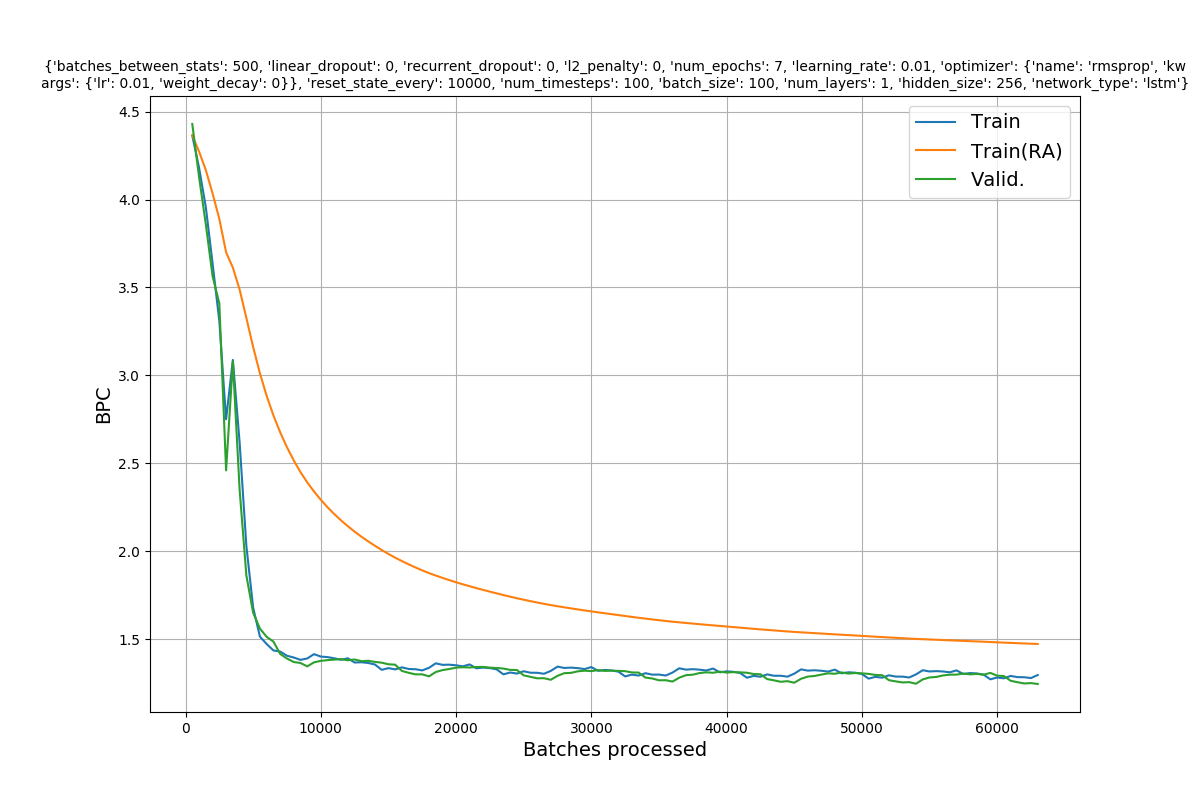 {'batches_between_stats': 500, 'linear_dropout': 0, 'recurrent_dropout': 0, 'l2_penalty': 0, 'num_epochs': 7, 'learning_rate': 0.01, 'optimizer': {'name': 'rmsprop', 'kw
args': {'lr': 0.01, 'weight_decay': 0}}, 'reset_state_every': 10000, 'num_timesteps': 100, 'batch_size': 100, 'num_layers': 1, 'hidden_size': 256, 'network_type': 'lstm'}
Train
Train(RA)
Valid.
4.5
4.0
3.5
3.0
2.5
2.0
1.5
BPC
0 10000 20000 30000 40000 50000 60000
Batches processed